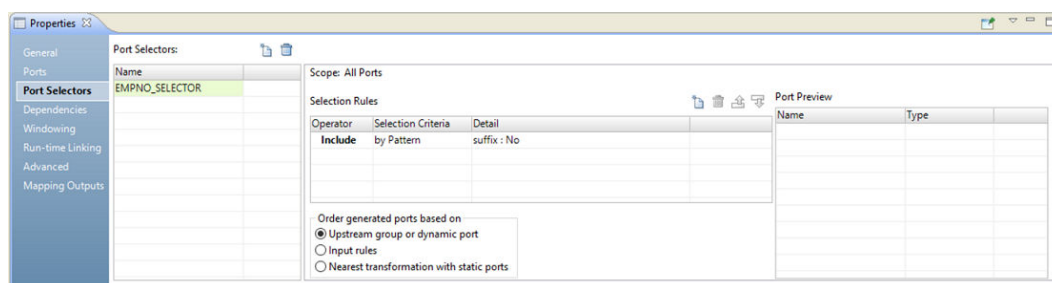 Properties
General
Ports
Port Selectors
Dependencies
Windowing
Run-time Linking
Advanced
Mapping Outputs
Port Selectors:
Name
EMPNO_SELECTOR
Scope: All Ports
Selection Rules
Operator Selection Criteria Detail
Include by Pattern suffix : No
Order generated ports based on
Upstream group or dynamic port
Input rules
Nearest transformation with static ports
Port Preview
Name Type